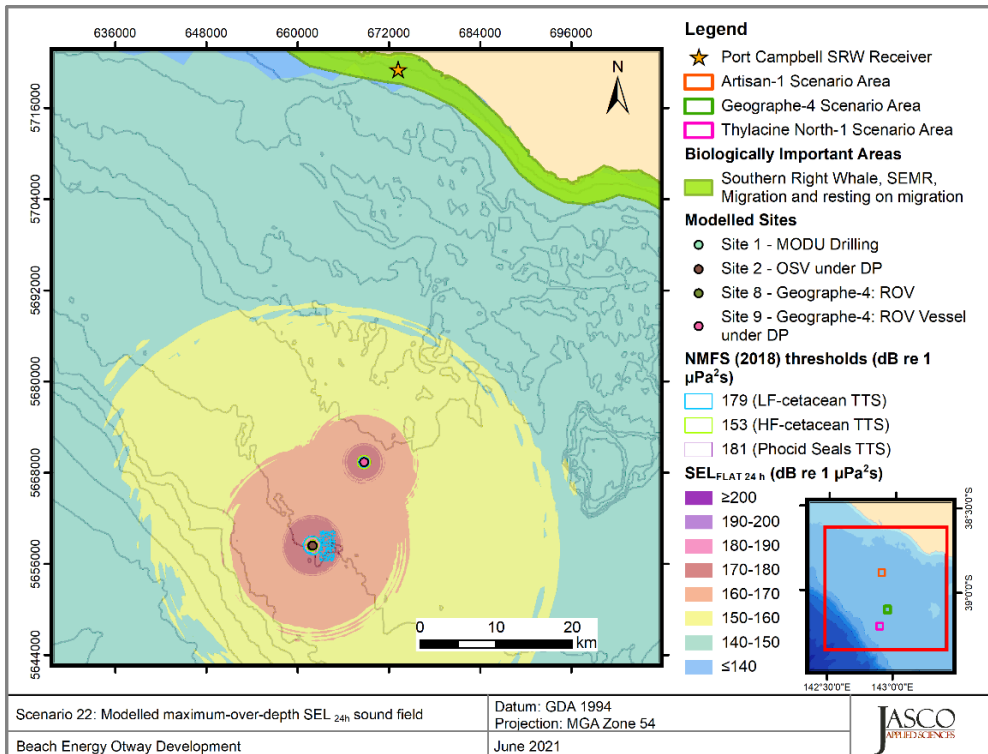 636000 648000 660000 672000 684000 696000
5716000
5704000
5692000
5680000
5668000
5656000
5644000
N
0 10 20
km
Legend
Port Campbell SRW Receiver
Artisan-1 Scenario Area
Geographe-4 Scenario Area
Thylacine North-1 Scenario Area
Biologically Important Areas
Southern Right Whale, SEMR,
Migration and resting on migration
Modelled Sites
Site 1 - MODU Drilling
Site 2 - OSV under DP
Site 8 - Geographe-4: ROV
Site 9 - Geographe-4: ROV Vessel
under DP
NMFS (2018) thresholds (dB re 1
µPa²s)
179 (LF-cetacean TTS)
153 (HF-cetacean TTS)
181 (Phocid Seals TTS)
SEL FLAT 24 h (dB re 1 µPa²s)
≥200
190-200
180-190
170-180
160-170
150-160
140-150
≤140
38°30'0"S
39°0'0"S
142°30'0"E 143°0'0"E
Scenario 22: Modelled maximum-over-depth SEL 24h sound field
Datum: GDA 1994
Projection: MGA Zone 54
Beach Energy Otway Development
June 2021
JASCO
APPLIED SCIENCES